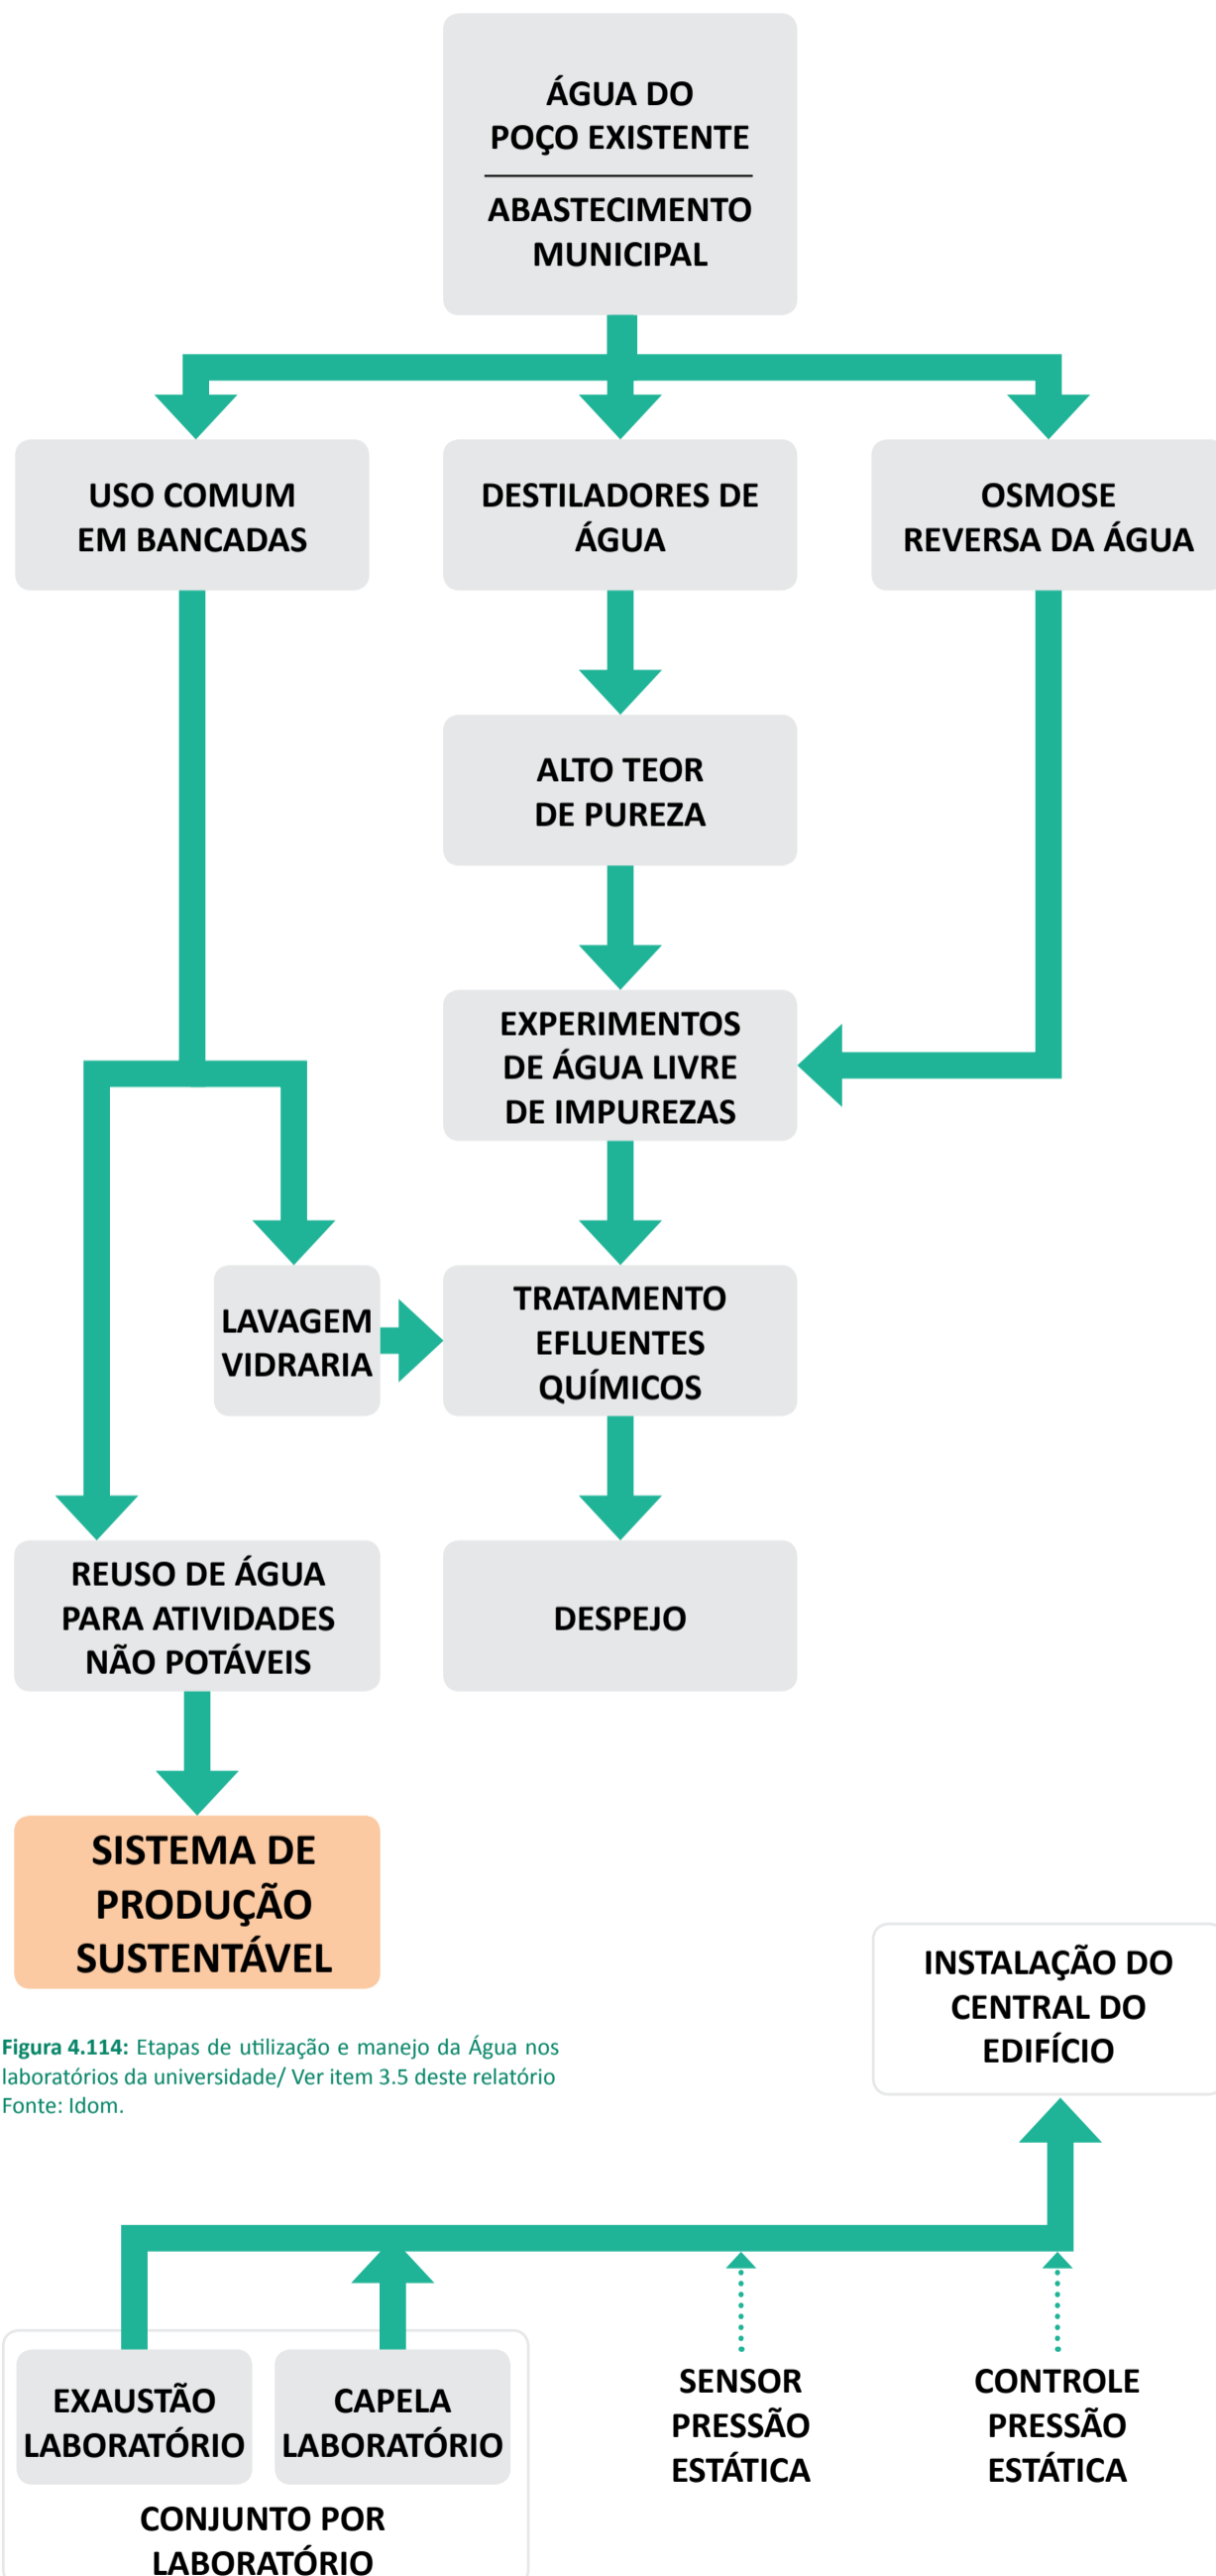 ÁGUA DO
POÇO EXISTENTE
ABASTECIMENTO
MUNICIPAL
USO COMUM
EM BANCADAS
DESTILADORES DE
ÁGUA
OSMOSE
REVERSA DA ÁGUA
ALTO TEOR
DE PUREZA
EXPERIMENTOS
DE ÁGUA LIVRE
DE IMPUREZAS
LAVAGEM
VIDRARIA
TRATAMENTO
EFLUENTES
QUÍMICOS
REUSO DE ÁGUA
PARA ATIVIDADES
NÃO POTÁVEIS
DESPEJO
SISTEMA DE
PRODUÇÃO
SUSTENTÁVEL
Figura 4.114: Etapas de utilização e manejo da Água nos
laboratórios da universidade/ Ver item 3.5 deste relatório
Fonte: Idom.
INSTALAÇÃO DO
CENTRAL DO
EDIFÍCIO
EXAUSTÃO
LABORATÓRIO
CAPELA
LABORATÓRIO
CONJUNTO POR
LABORATÓRIO
SENSOR
PRESSÃO
ESTÁTICA
CONTROLE
PRESSÃO
ESTÁTICA